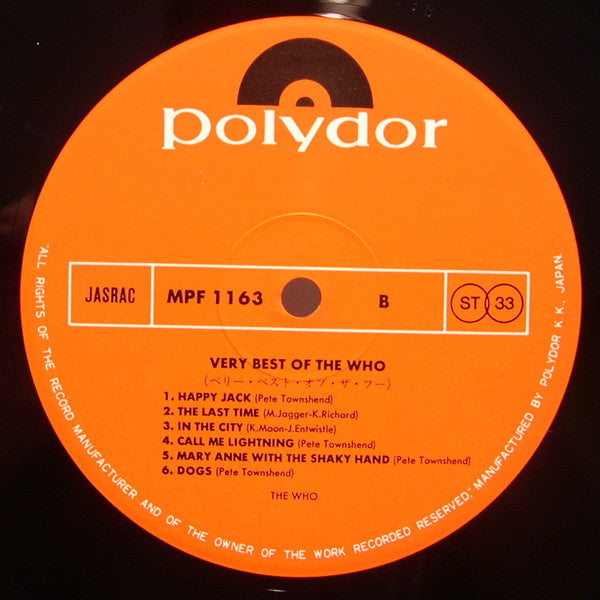 polydor
JASRAC
MPF 1163
B
ST 33
VERY BEST OF THE WHO
(ベリー・ベスト・オブ・ザ・フー)
1. HAPPY JACK (Pete Townshend)
2. THE LAST TIME (M.Jagger-K.Richard)
3. IN THE CITY (K.Moon-J.Entwistle)
4. CALL ME LIGHTNING (Pete Townshend)
5. MARY ANNE WITH THE SHAKY HAND (Pete Townshend)
6. DOGS (Pete Townshend)
THE WHO
"ALL RIGHTS OF THE RECORD MANUFACTURER AND OF THE OWNER OF THE WORK RECORDED RESERVED." MANUFACTURED BY POLYDOR K.K., JAPAN.